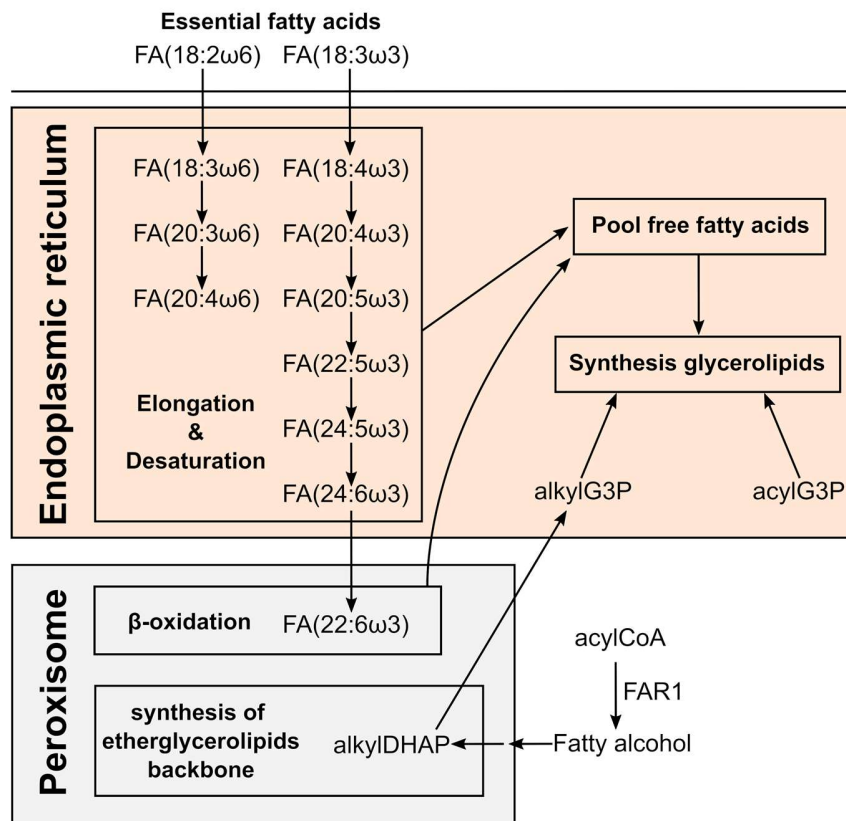 Essential fatty acids
FA(18:2ω6) FA(18:3ω3)
Endoplasmic reticulum
FA(18:3ω6) FA(18:4ω3)
FA(20:3ω6) FA(20:4ω3)
FA(20:4ω6) FA(20:5ω3)
FA(22:5ω3)
Elongation
&
Desaturation
FA(24:5ω3)
FA(24:6ω3)
Pool free fatty acids
Synthesis glycerolipids
alkylG3P acylG3P
Peroxisome
β-oxidation FA(22:6ω3)
synthesis of
etherglycerolipids
backbone
alkylDHAP
acylCoA
FAR1
Fatty alcohol